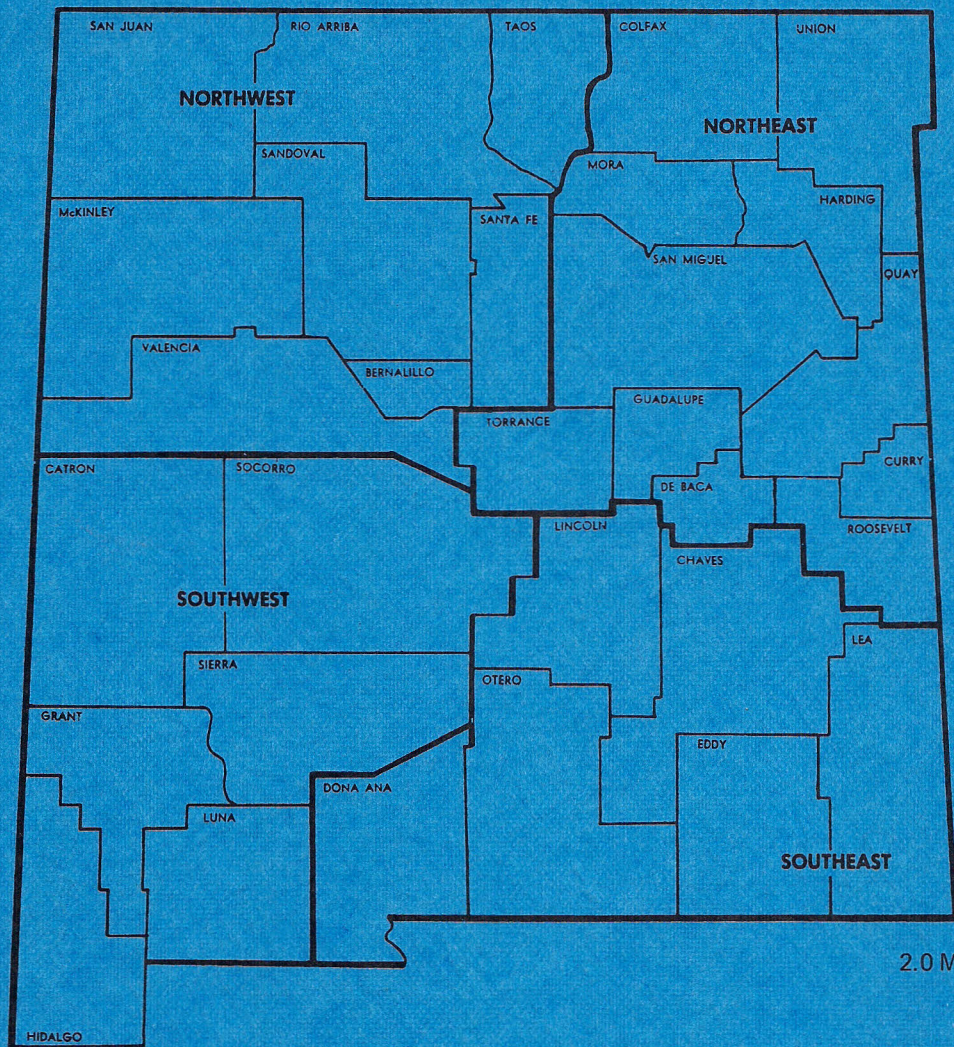 SAN JUAN
RIO ARRIBA
TAOS
COLFAX
UNION
NORTHWEST
NORTHEAST
SANDOVAL
MORA
HARDING
McKINLEY
SANTA FE
SAN MIGUEL
QUAY
VALENCIA
BERNALILLO
GUADALUPE
TORRANCE
CATRON
SOCORRO
CURRY
DE BACA
LINCOLN
ROOSEVELT
CHAVES
SOUTHWEST
LEA
SIERRA
OTERO
GRANT
EDDY
DONA ANA
LUNA
SOUTHEAST
2.0 M
HIDALGO